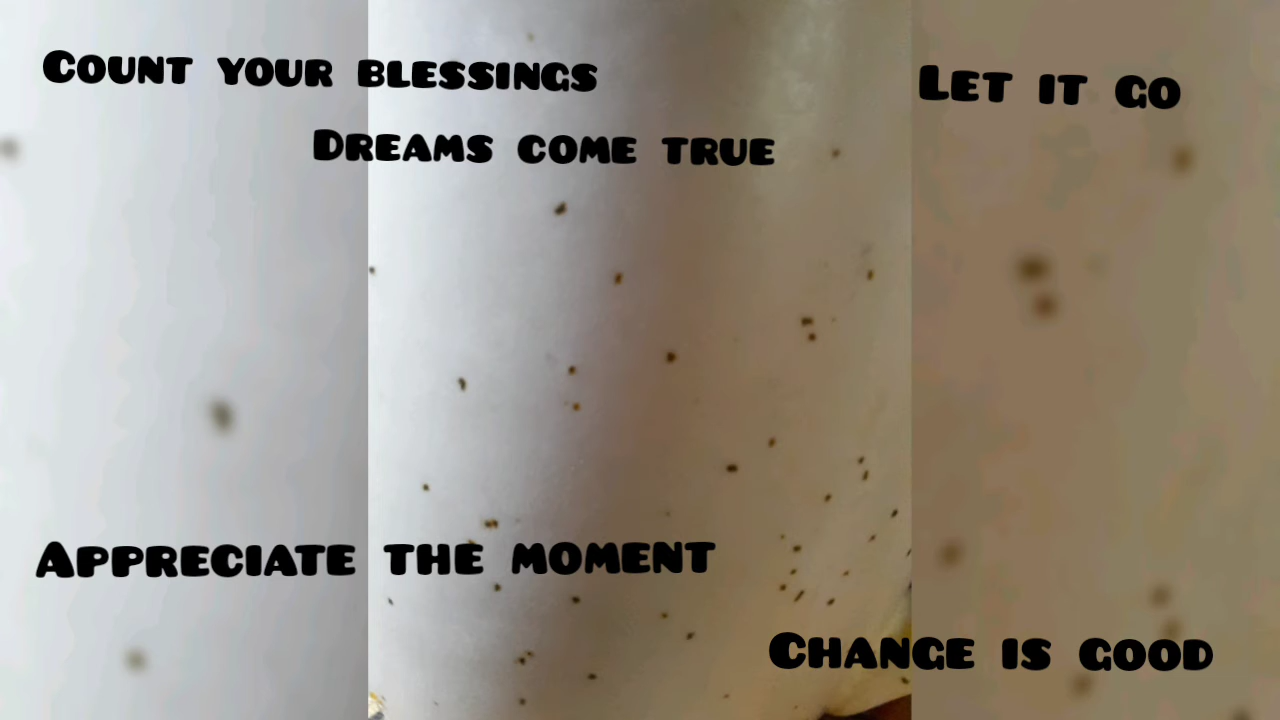 Count your blessings
Let it go
Dreams come true
Appreciate the moment
Change is good